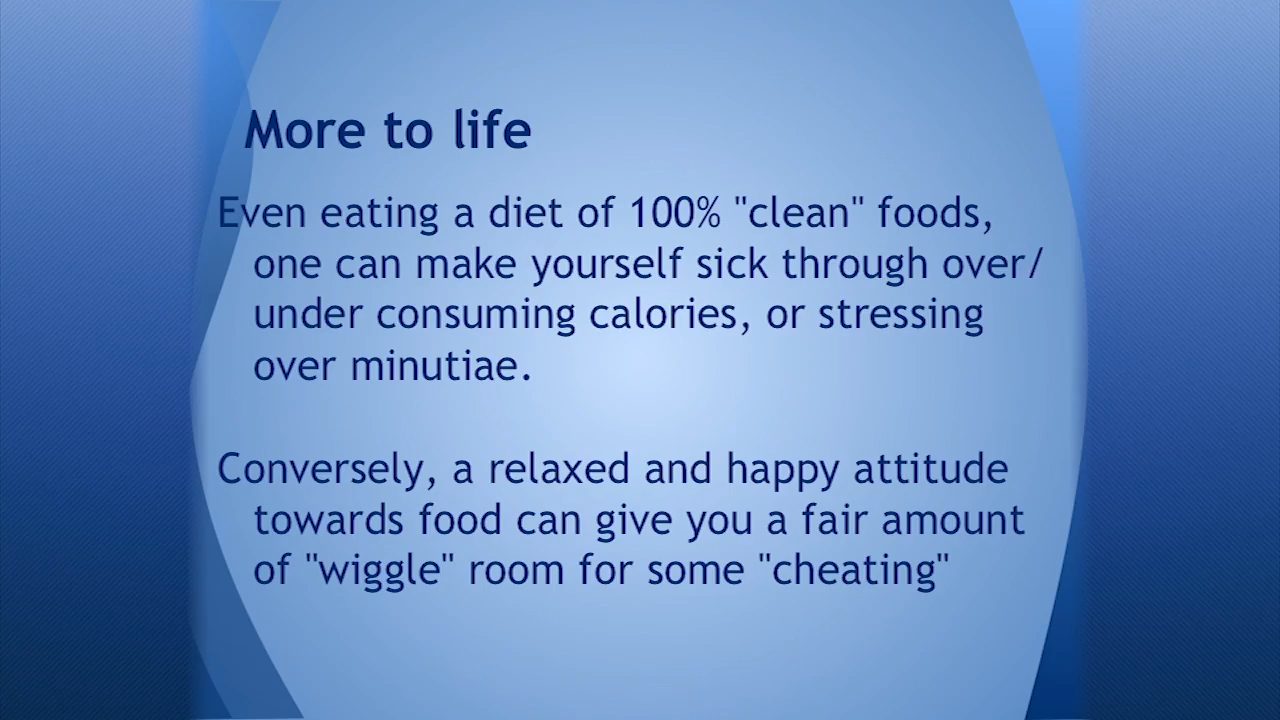 More to life
Even eating a diet of 100% "clean" foods,
one can make yourself sick through over/
under consuming calories, or stressing
over minutiae.
Conversely, a relaxed and happy attitude
towards food can give you a fair amount
of "wiggle" room for some "cheating"